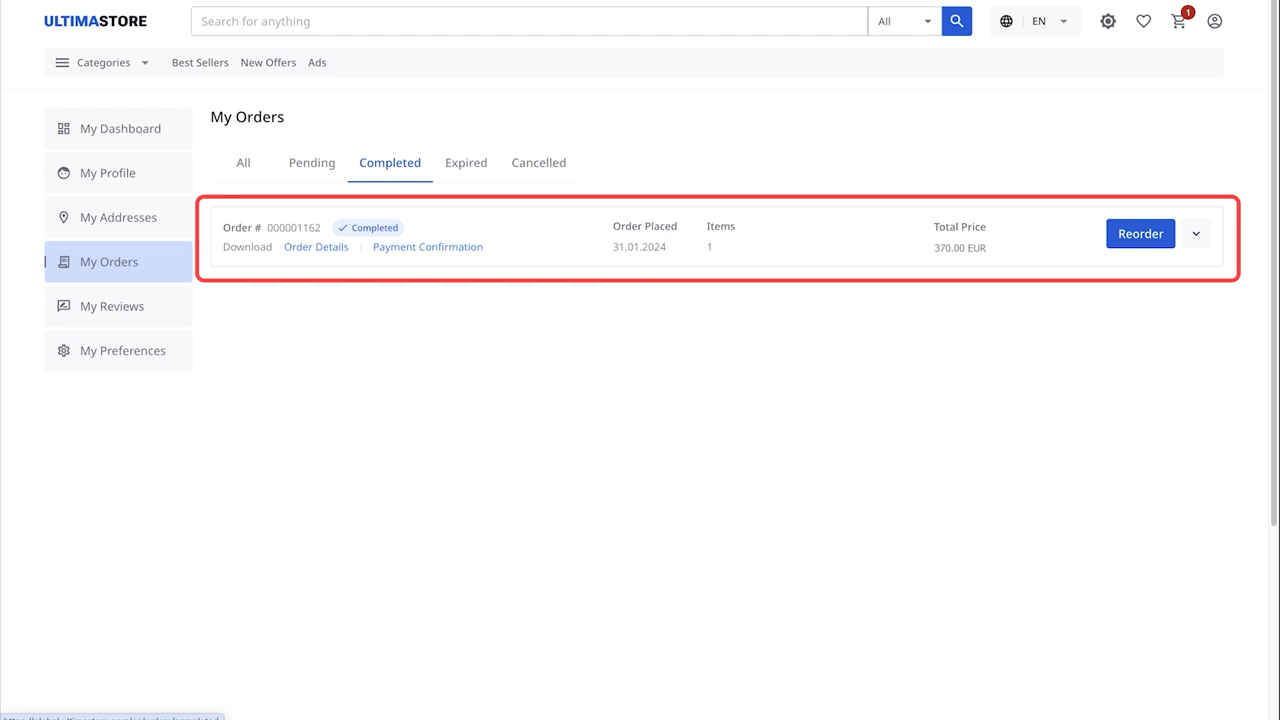 ULTIMASTORE
Search for anything
All
EN
1
Categories
Best Sellers
New Offers
Ads
My Dashboard
My Profile
My Addresses
My Orders
My Reviews
My Preferences
My Orders
All Pending Completed Expired Cancelled
Order # 000001162 Completed
Download Order Details Payment Confirmation
Order Placed
31.01.2024
Items
1
Total Price
370.00 EUR
Reorder